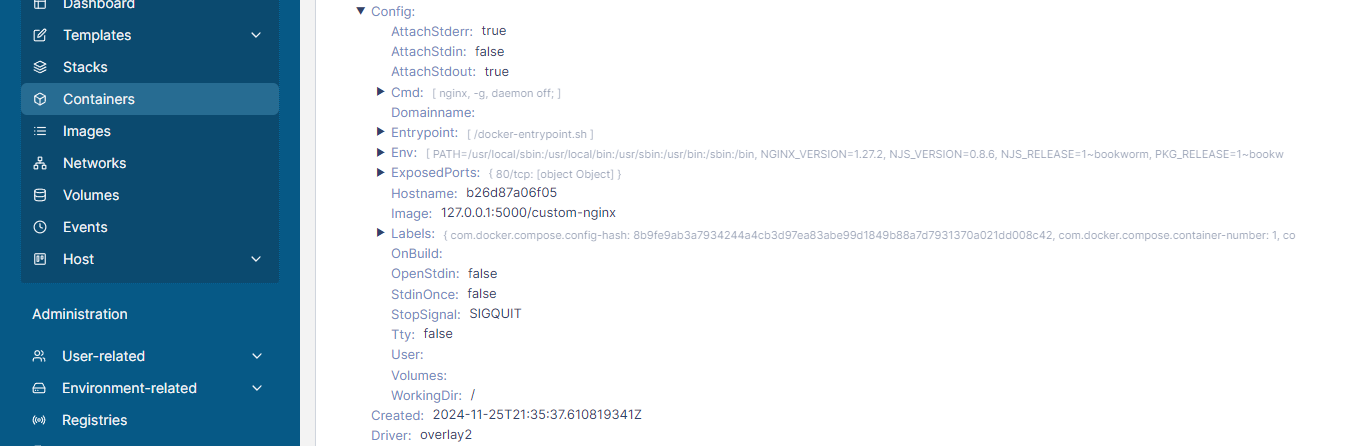 Dashboard
Templates
Stacks
Containers
Images
Networks
Volumes
Events
Host
Administration
User-related
Environment-related
Registries
Config:
AttachStderr: true
AttachStdin: false
AttachStdout: true
Cmd: [ nginx, -g, daemon off; ]
Domainname:
Entrypoint: [ /docker-entrypoint.sh ]
Env: [ PATH=/usr/local/sbin:/usr/local/bin:/usr/sbin:/usr/bin:/sbin:/bin, NGINX_VERSION=1.27.2, NJS_VERSION=0.8.6, NJS_RELEASE=1~bookworm, PKG_RELEASE=1~bookw
ExposedPorts: { 80/tcp: [object Object] }
Hostname: b26d87a06f05
Image: 127.0.0.1:5000/custom-nginx
Labels: { com.docker.compose.config-hash: 8b9fe9ab3a7934244a4cb3d97ea83abe99d1849b88a7d7931370a021dd008c42, com.docker.compose.container-number: 1, co
OnBuild:
OpenStdin: false
StdinOnce: false
StopSignal: SIGQUIT
Tty: false
User:
Volumes:
WorkingDir: /
Created: 2024-11-25T21:35:37.610819341Z
Driver: overlay2